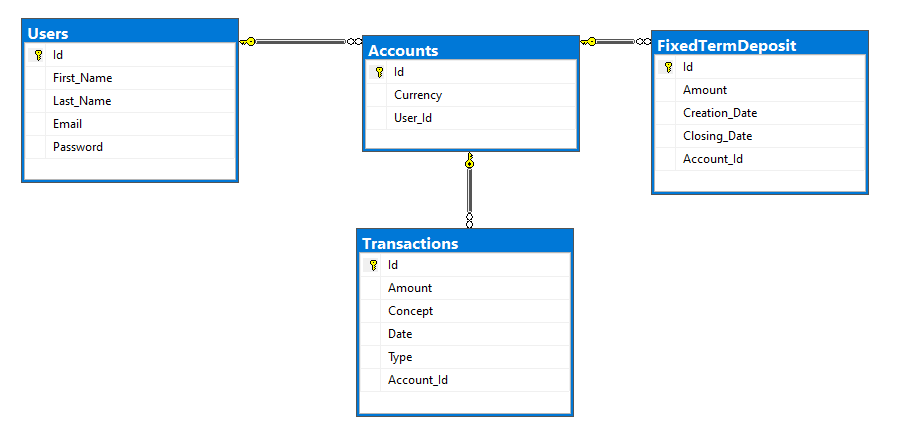 Users
Id
First_Name
Last_Name
Email
Password
Accounts
Id
Currency
User_Id
FixedTermDeposit
Id
Amount
Creation_Date
Closing_Date
Account_Id
Transactions
Id
Amount
Concept
Date
Type
Account_Id